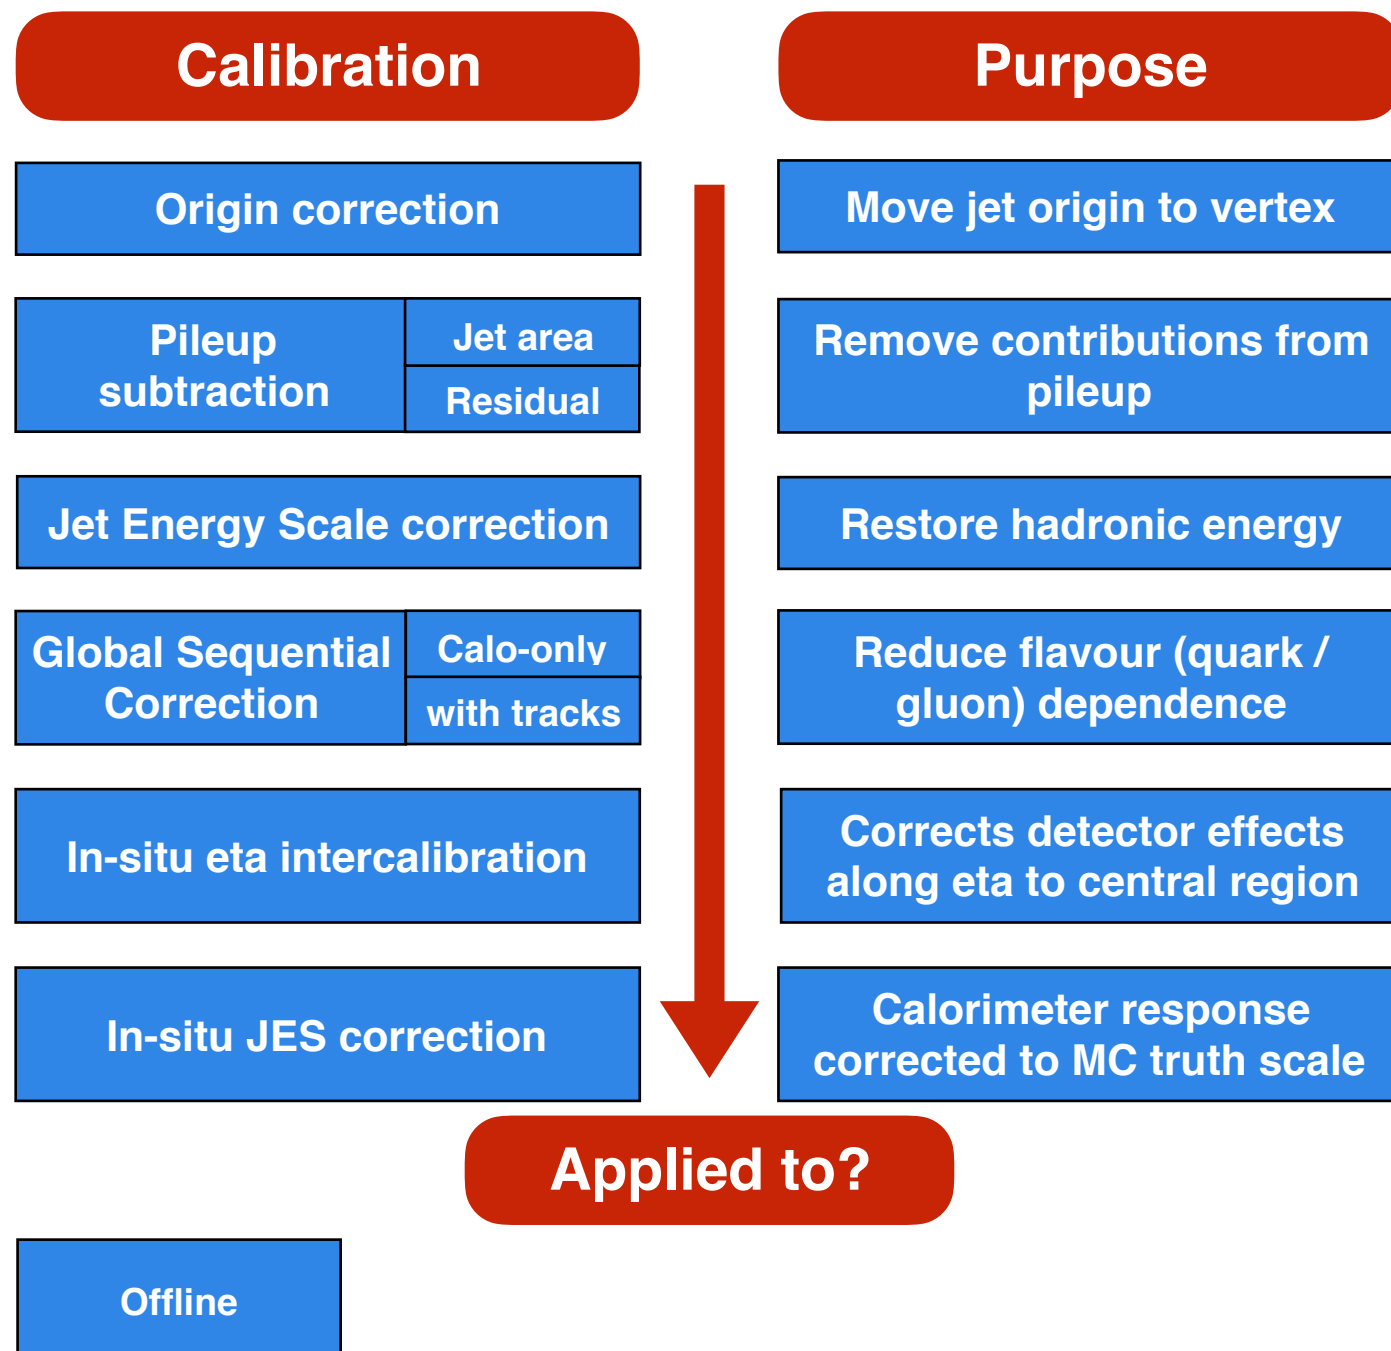 Calibration
Purpose
Origin correction
Move jet origin to vertex
Pileup
subtraction
Jet area
Residual
Remove contributions from
pileup
Jet Energy Scale correction
Restore hadronic energy
Global Sequential
Correction
Calo-only
with tracks
Reduce flavour (quark /
gluon) dependence
In-situ eta intercalibration
Corrects detector effects
along eta to central region
In-situ JES correction
Calorimeter response
corrected to MC truth scale
Applied to?
Offline